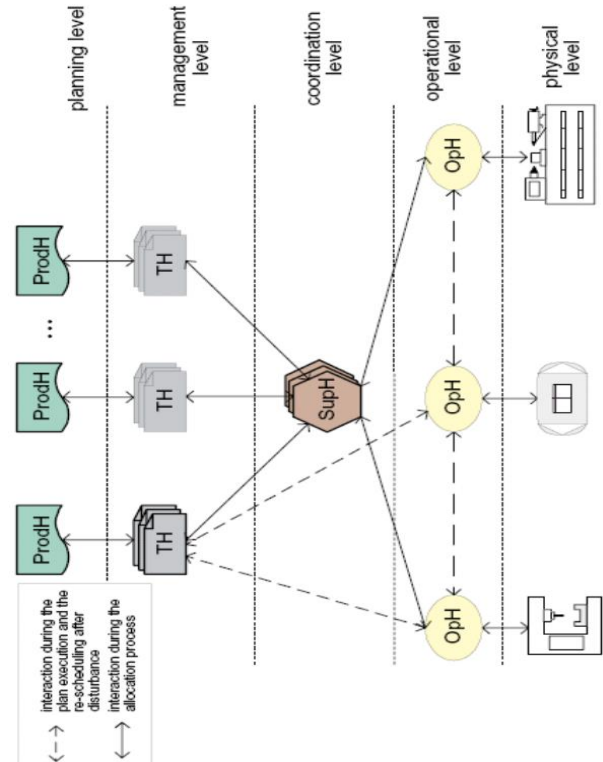 planning level
management
level
coordination
level
operational
level
physical
level
ProdH
ProdH
...
ProdH
TH
TH
TH
SupH
OpH
OpH
OpH
interaction during the
plan execution and the
re-scheduling after
disturbance
interaction during the
allocation process